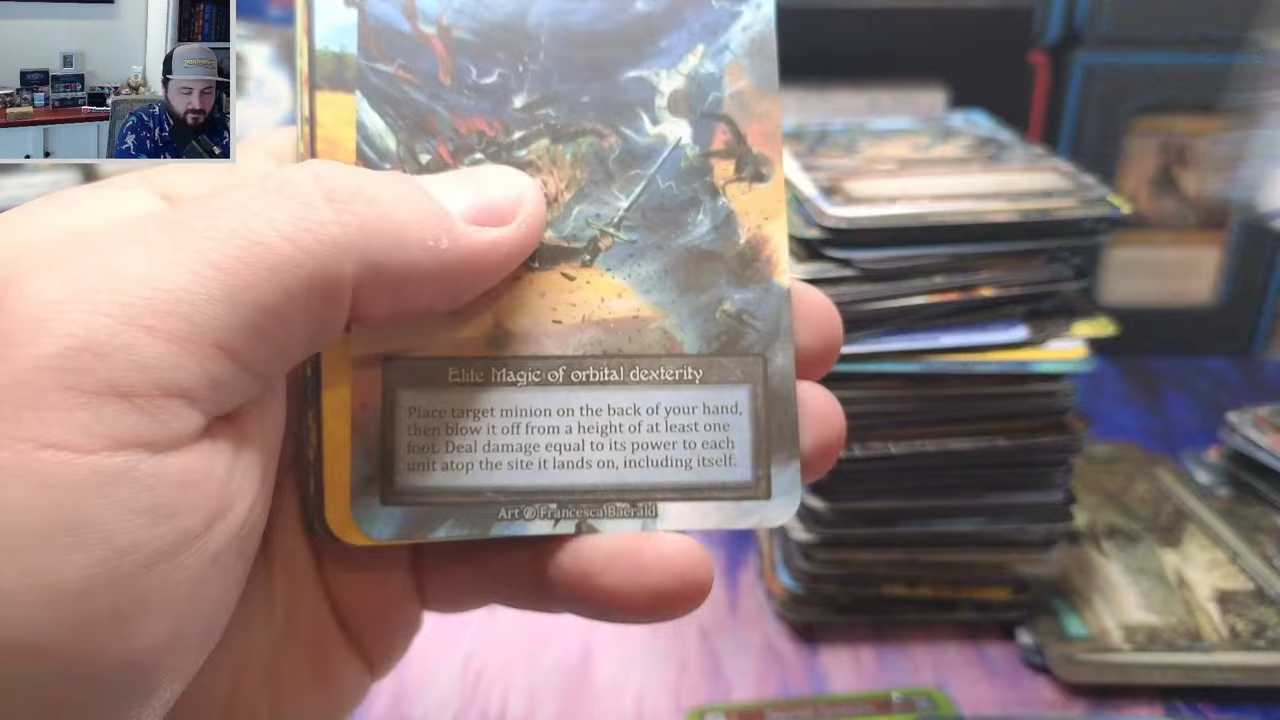 Elite Magic of orbital dexterity
Place target minion on the back of your hand,
then blow it off from a height of at least one
foot. Deal damage equal to its power to each
unit atop the site it lands on, including itself.
Art © Francesca Baerald